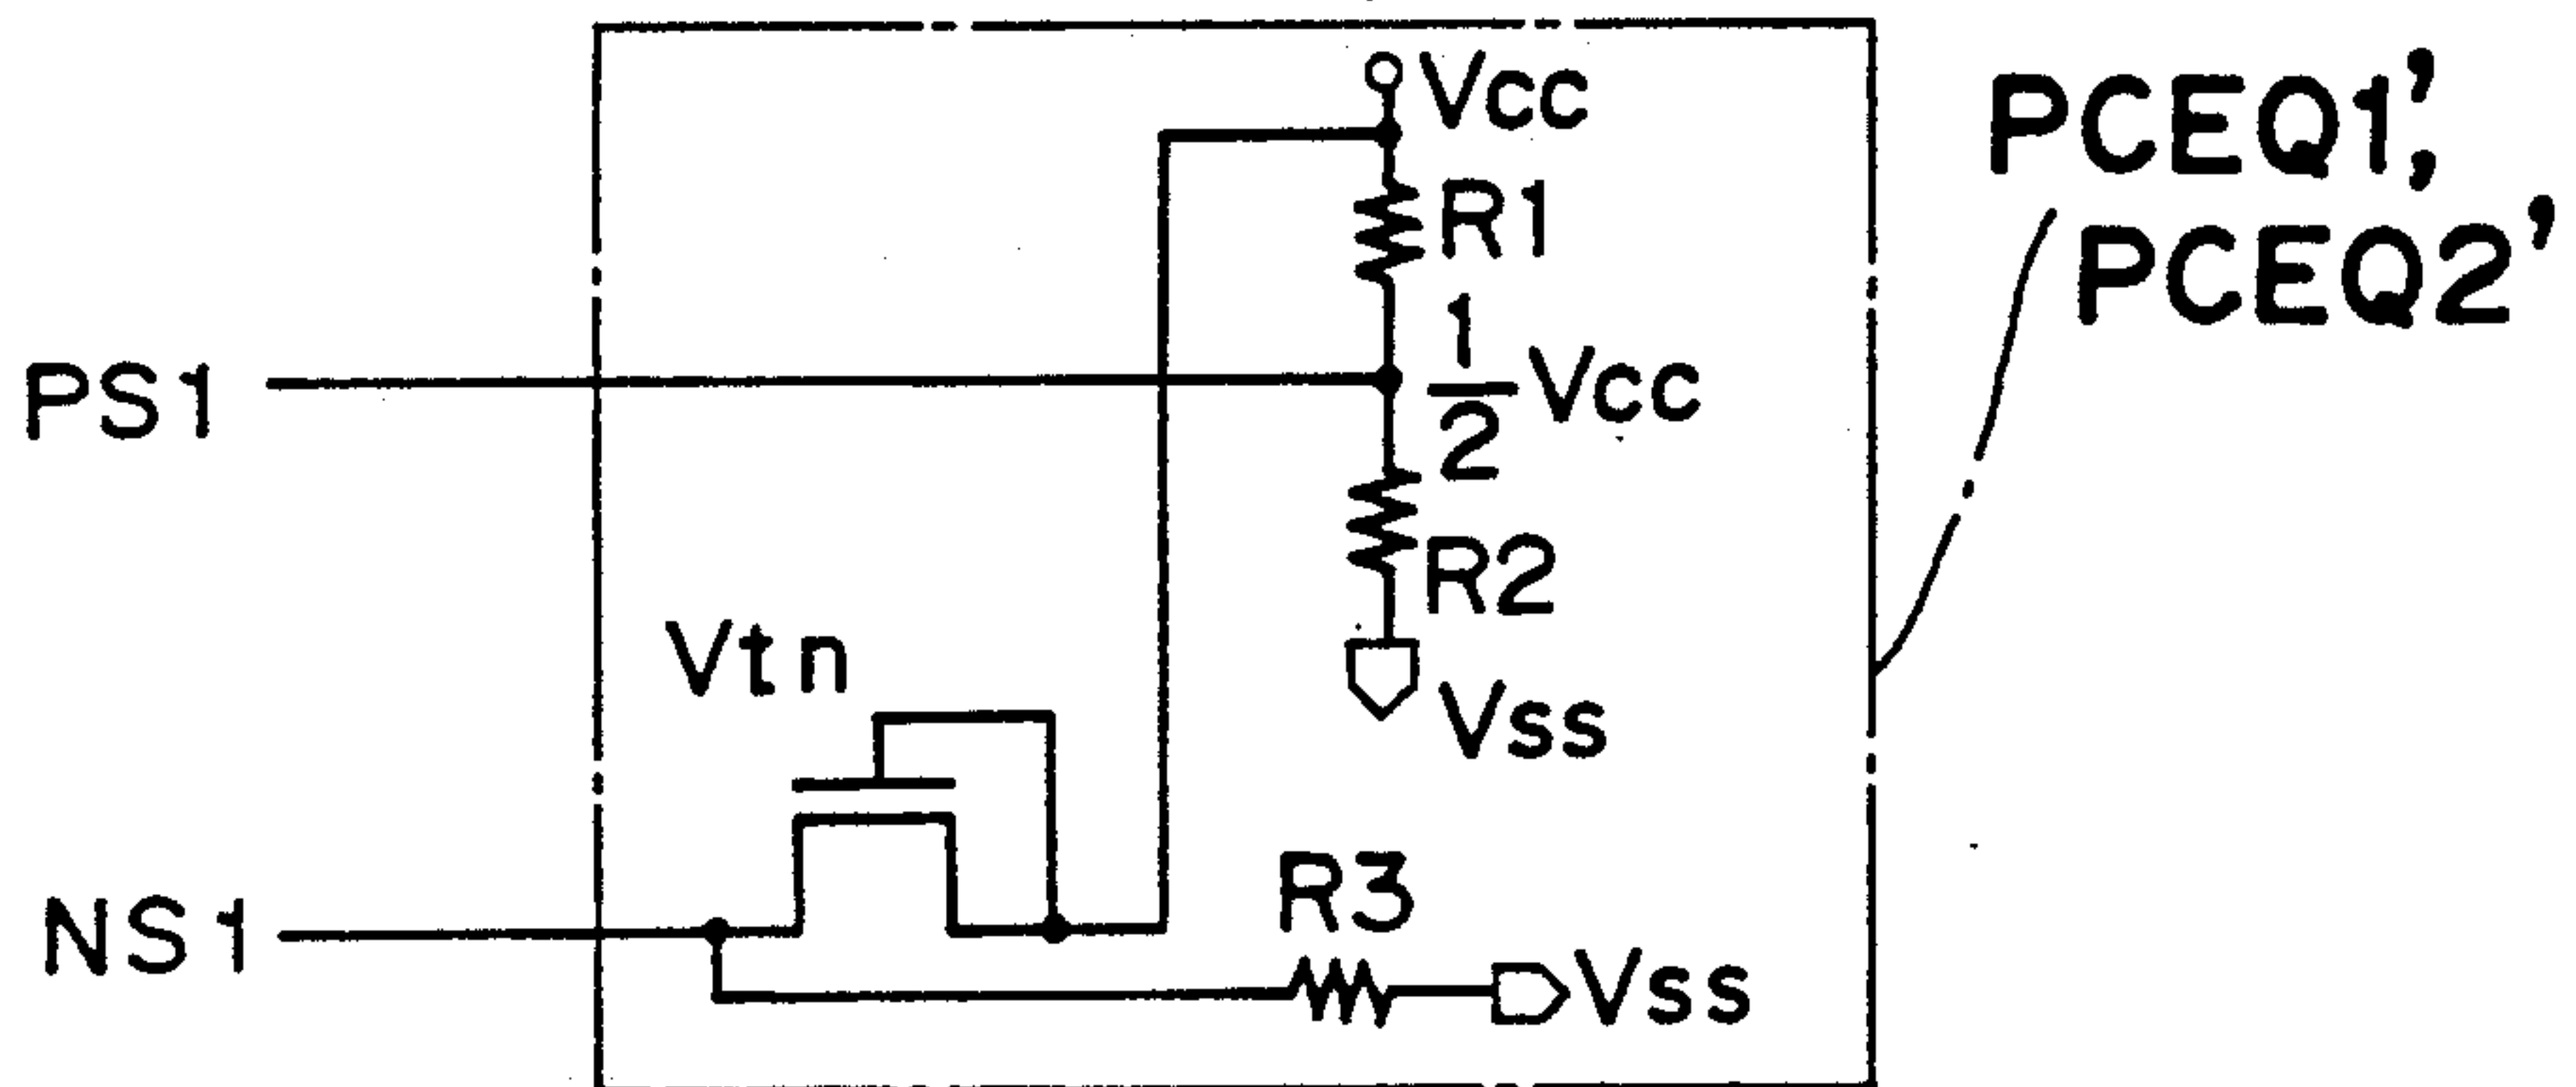 Vcc
PCEQ1',
PCEQ2'
R1
PS1
1/2 Vcc
R2
Vtn
Vss
R3
NS1
Vss